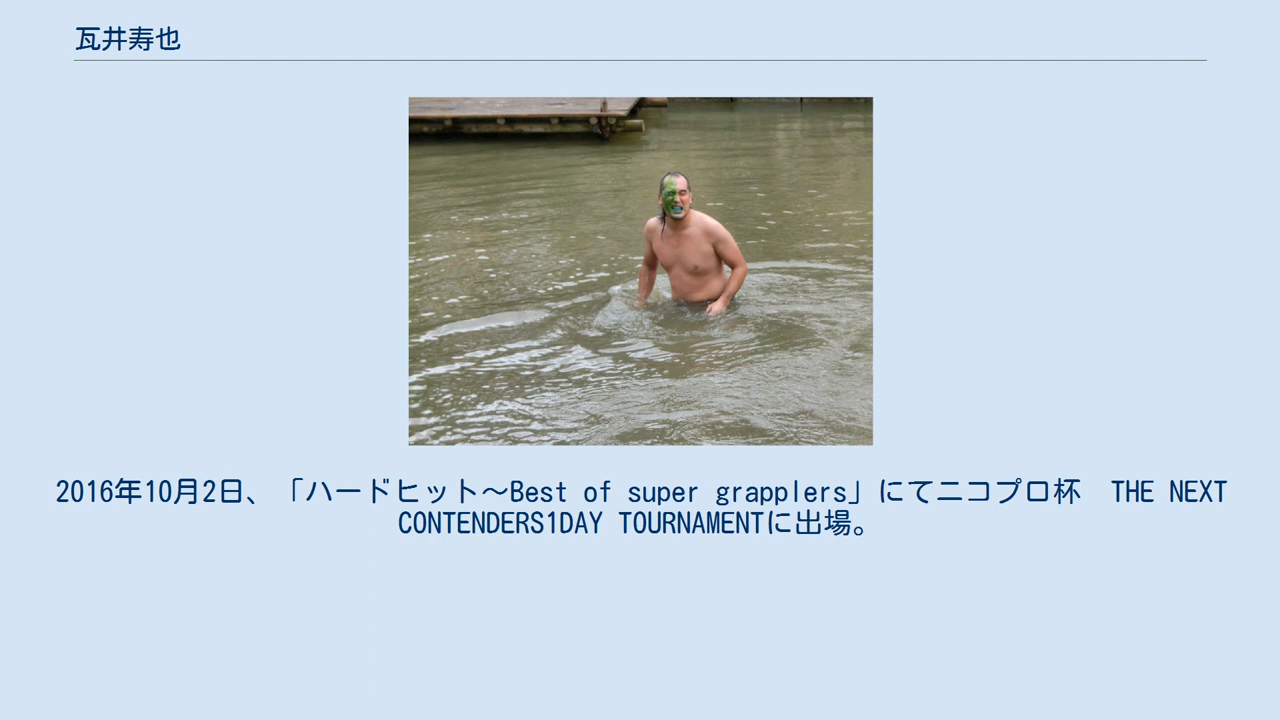 瓦井寿也
2016年10月2日、「ハードヒット～Best of super grapplers」にてニコプロ杯　THE NEXT
CONTENDERS1DAY TOURNAMENTに出場。